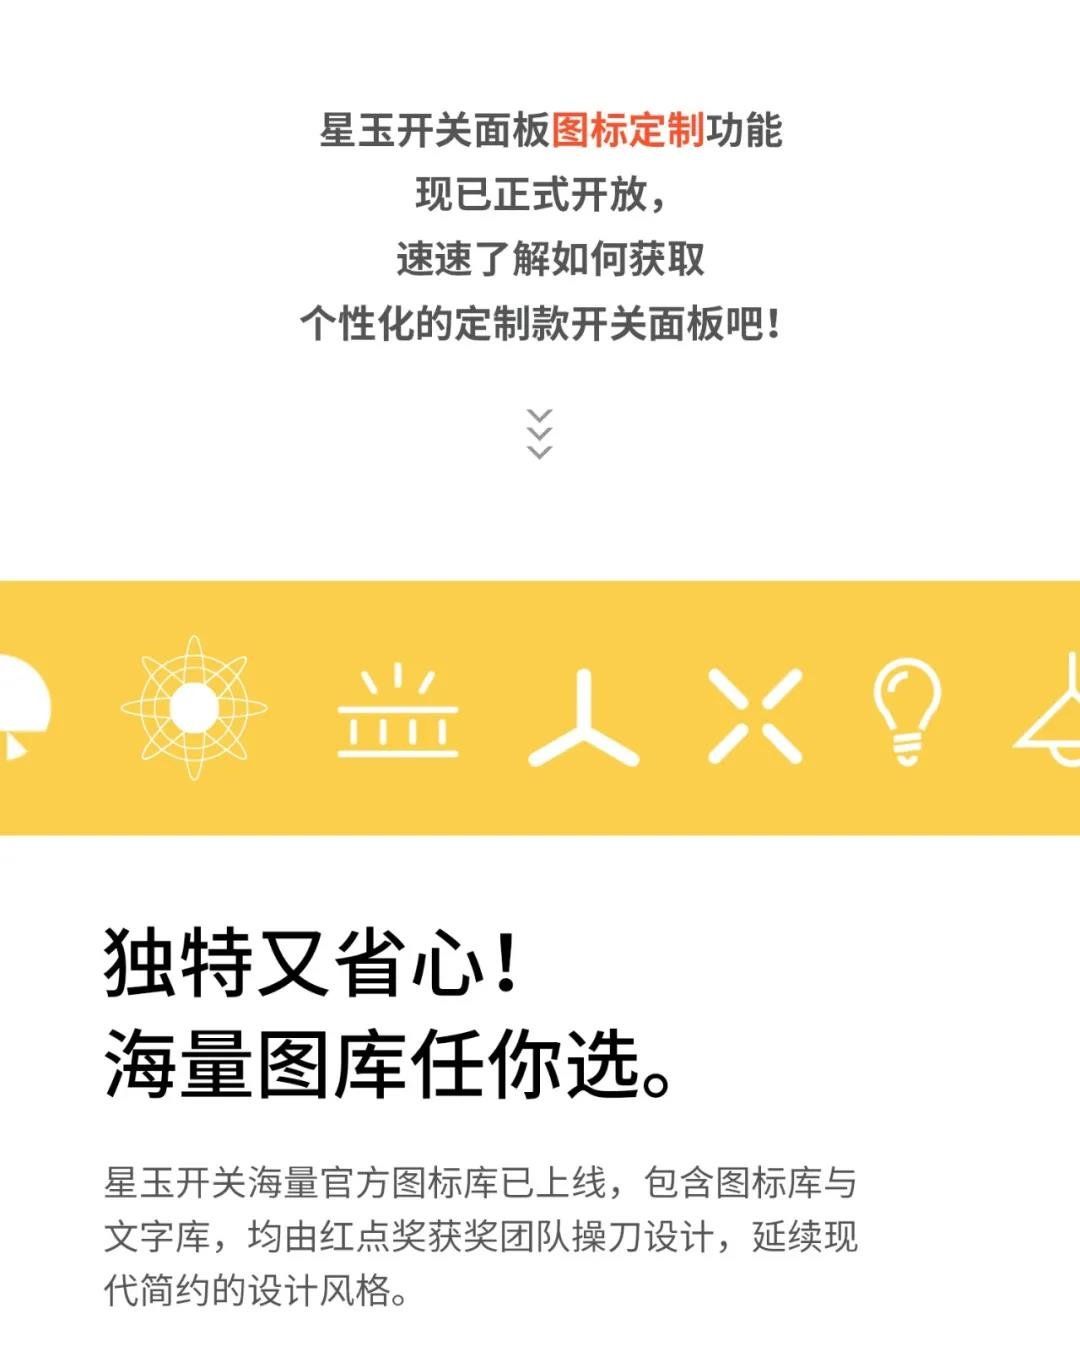 星玉开关面板图标定制功能
现已正式开放，
速速了解如何获取
个性化的定制款开关面板吧！
独特又省心！
海量图库任你选。
星玉开关海量官方图标库已上线，包含图标库与
文字库，均由红点奖获奖团队操刀设计，延续现
代简约的设计风格。